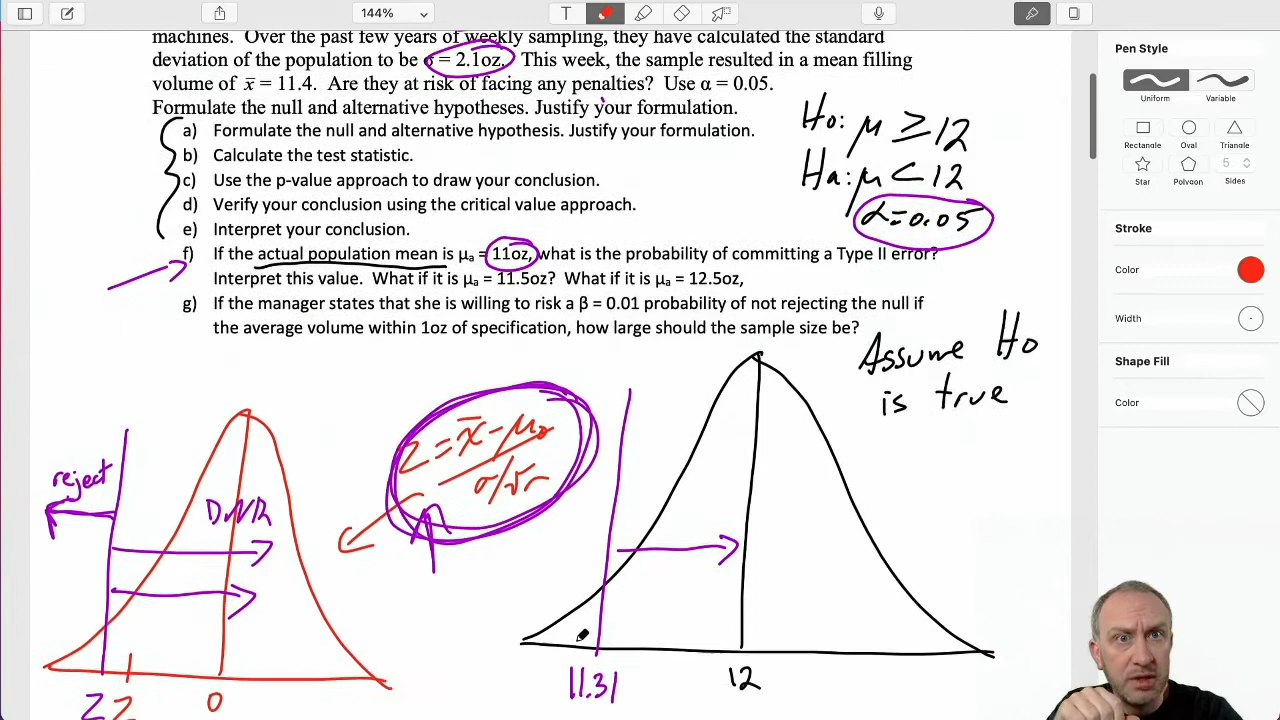 144%
T
machines. Over the past few years of weekly sampling, they have calculated the standard
deviation of the population to be σ = 2.1oz. This week, the sample resulted in a mean filling
volume of x̄ = 11.4. Are they at risk of facing any penalties? Use α = 0.05.
Formulate the null and alternative hypotheses. Justify your formulation.
a) Formulate the null and alternative hypothesis. Justify your formulation.
b) Calculate the test statistic.
c) Use the p-value approach to draw your conclusion.
d) Verify your conclusion using the critical value approach.
e) Interpret your conclusion.
f) If the actual population mean is μₐ = 11oz, what is the probability of committing a Type II error?
Interpret this value. What if it is μₐ = 11.5oz? What if it is μₐ = 12.5oz,
g) If the manager states that she is willing to risk a β = 0.01 probability of not rejecting the null if
the average volume within 1oz of specification, how large should the sample size be?
Ho: μ ≥ 12
Ha: μ < 12
α = 0.05
Assume Ho
is true
reject
DNR
Z = x̄ - μ₀
σ/√n
Z Z 0
11.31 12
Pen Style
Uniform Variable
Rectangle Oval Triangle
Star Polygon Sides
5
Stroke
Color
Width
Shape Fill
Color